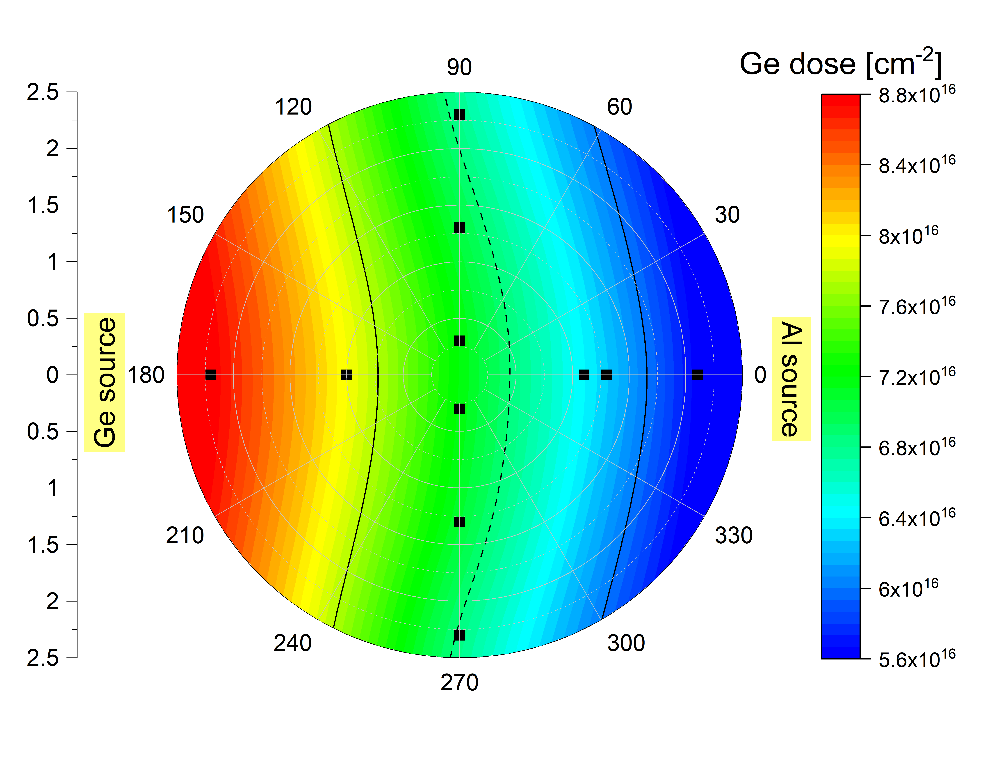 Ge dose [cm-2]
90
120
60
150
30
180
0
210
330
240
300
270
2.5
2
1.5
1
0.5
0
0.5
1
1.5
2
2.5
Ge source
Al source
8.8x10^16
8.4x10^16
8x10^16
7.6x10^16
7.2x10^16
6.8x10^16
6.4x10^16
6x10^16
5.6x10^16